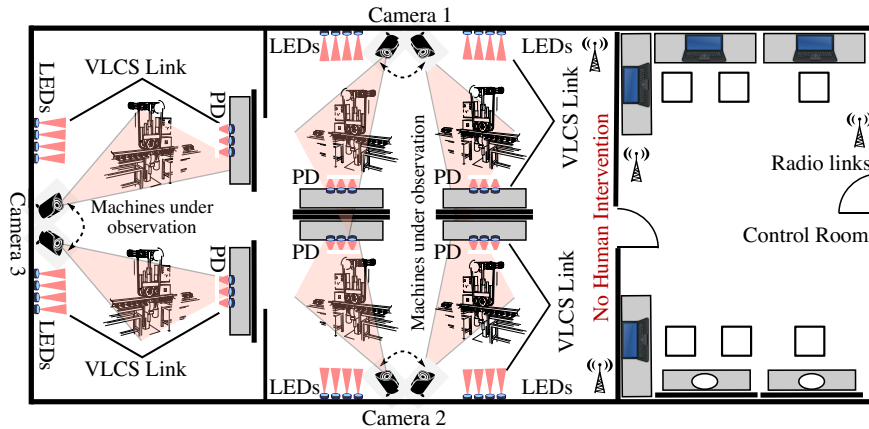 Camera 1
LEDs
LEDs
LEDs
VLCS Link
PD
VLCS Link
No Human Intervention
Radio links
PD
PD
Camera 3
Machines under
observation
Machines under observation
Control Room
PD
PD
PD
VLCS Link
LEDs
VLCS Link
LEDs
LEDs
Camera 2